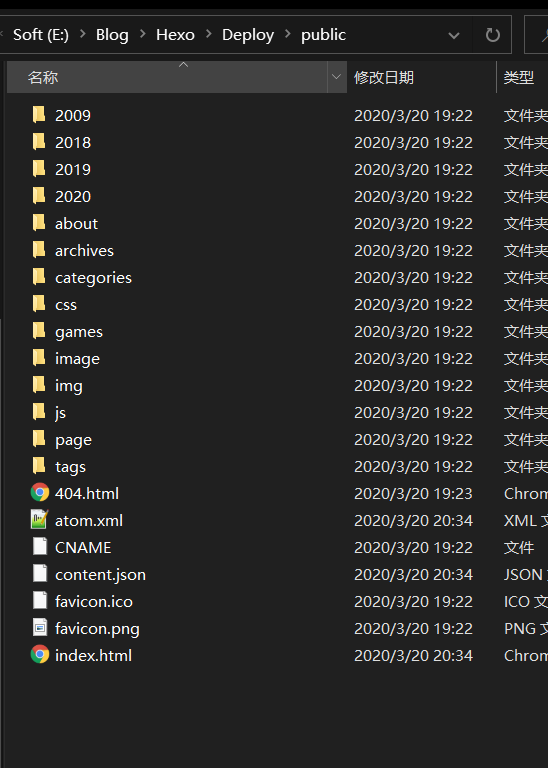 Soft (E:) > Blog > Hexo > Deploy > public
名称 修改日期 类型
2009 2020/3/20 19:22 文件夹
2018 2020/3/20 19:22 文件夹
2019 2020/3/20 19:22 文件夹
2020 2020/3/20 19:22 文件夹
about 2020/3/20 19:22 文件夹
archives 2020/3/20 19:22 文件夹
categories 2020/3/20 19:22 文件夹
css 2020/3/20 19:22 文件夹
games 2020/3/20 19:22 文件夹
image 2020/3/20 19:22 文件夹
img 2020/3/20 19:22 文件夹
js 2020/3/20 19:22 文件夹
page 2020/3/20 19:22 文件夹
tags 2020/3/20 19:22 文件夹
404.html 2020/3/20 19:23 Chrom
atom.xml 2020/3/20 20:34 XML 文
CNAME 2020/3/20 19:22 文件
content.json 2020/3/20 20:34 JSON 文
favicon.ico 2020/3/20 19:22 ICO 文
favicon.png 2020/3/20 19:22 PNG 文
index.html 2020/3/20 20:34 Chrom